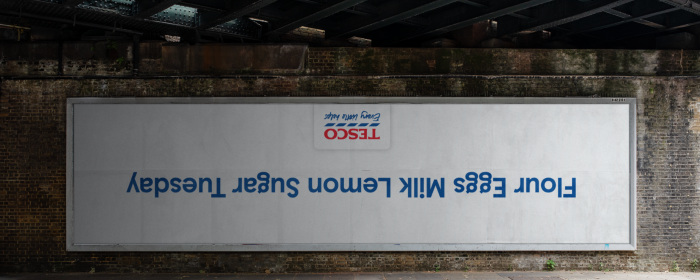 Flour Eggs Milk Lemon Sugar Tuesday
TESCO
Every little helps